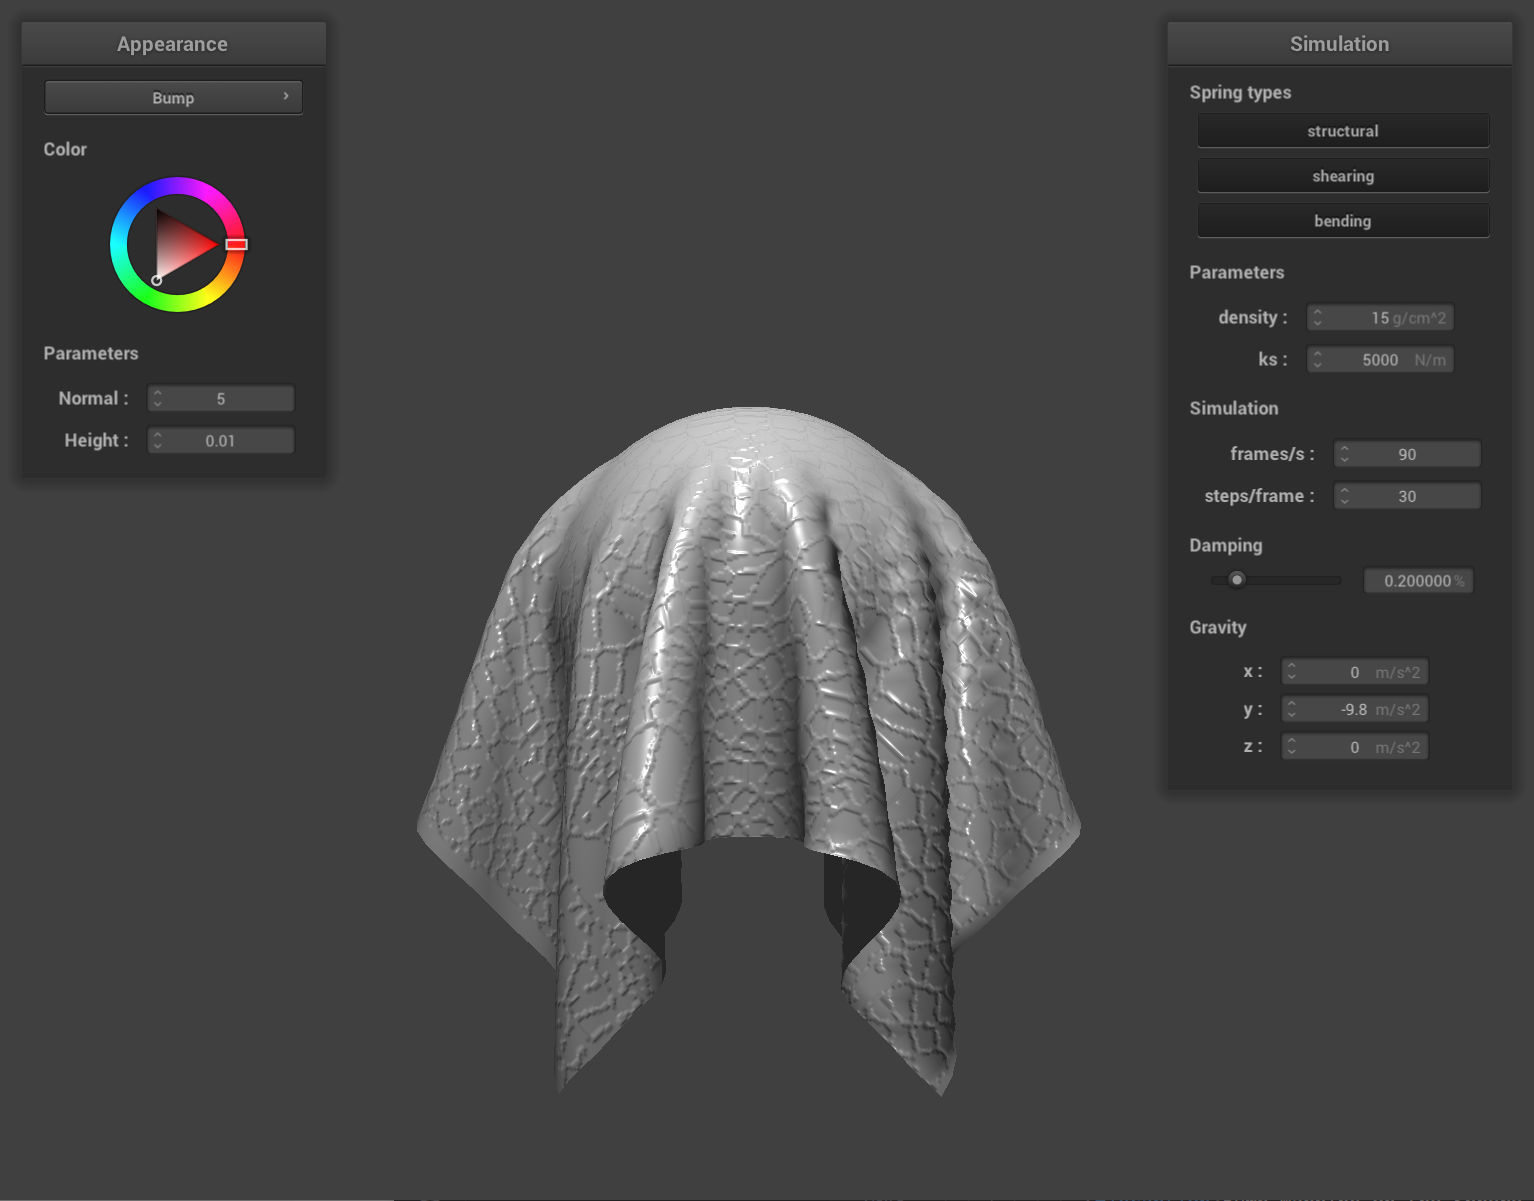 Appearance
Bump
Color
Parameters
Normal : 5
Height : 0.01
Simulation
Spring types
structural
shearing
bending
Parameters
density : 15 g/cm^2
ks : 5000 N/m
Simulation
frames/s : 90
steps/frame : 30
Damping
0.200000 %
Gravity
x : 0 m/s^2
y : -9.8 m/s^2
z : 0 m/s^2